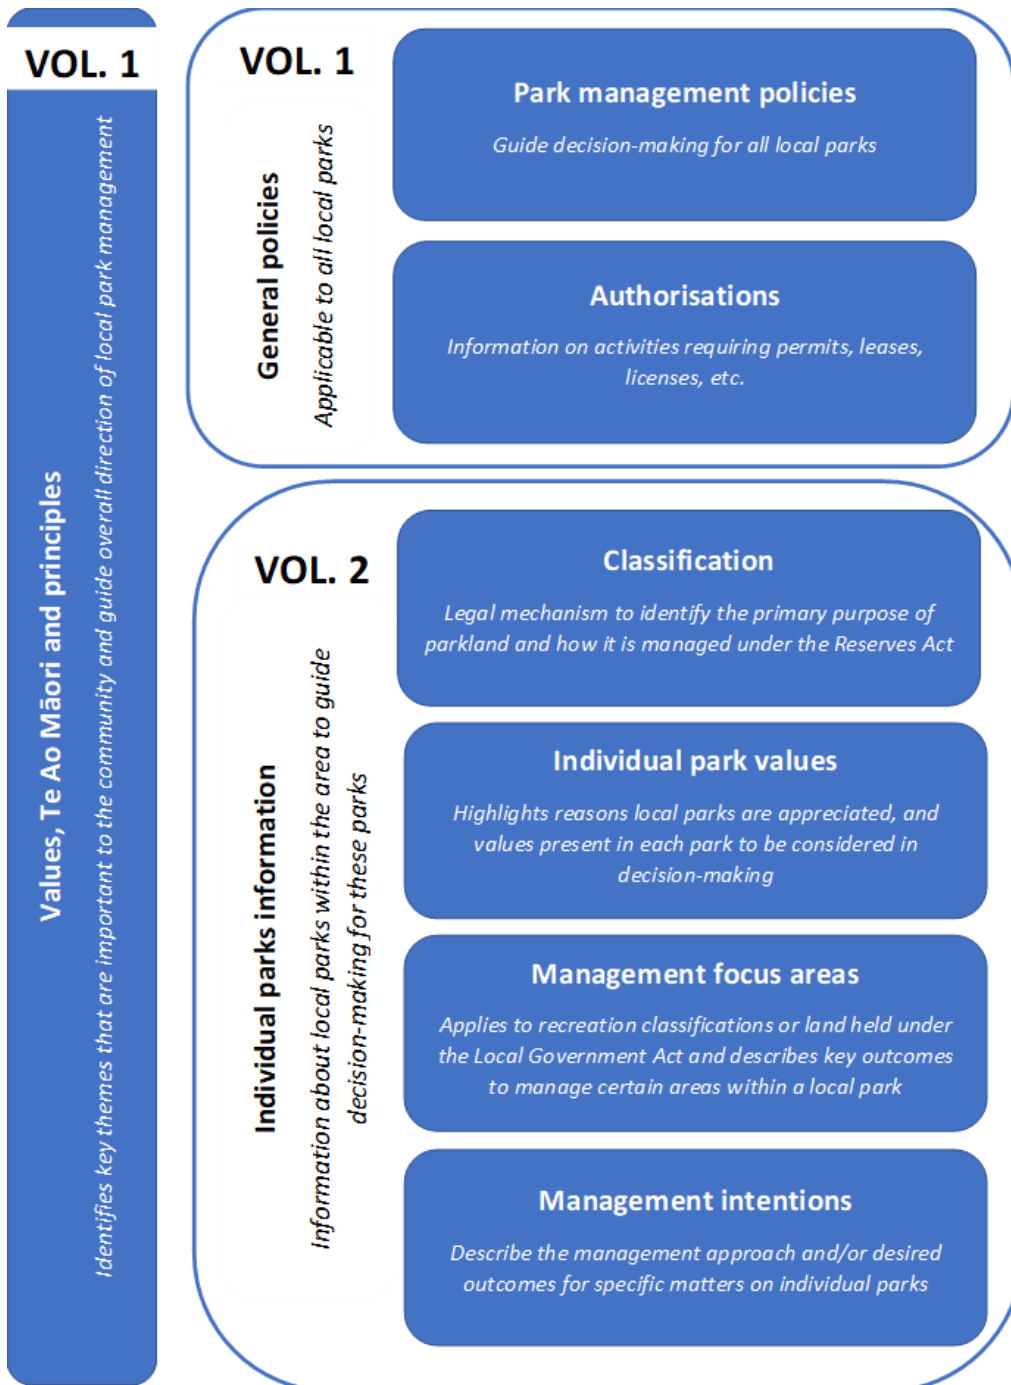 VOL. 1
Values, Te Ao Māori and principles
Identifies key themes that are important to the community and guide overall direction of local park management
VOL. 1
General policies
Applicable to all local parks
Park management policies
Guide decision-making for all local parks
Authorisations
Information on activities requiring permits, leases,
licenses, etc.
VOL. 2
Individual parks information
Information about local parks within the area to guide
decision-making for these parks
Classification
Legal mechanism to identify the primary purpose of
parkland and how it is managed under the Reserves Act
Individual park values
Highlights reasons local parks are appreciated, and
values present in each park to be considered in
decision-making
Management focus areas
Applies to recreation classifications or land held under
the Local Government Act and describes key outcomes
to manage certain areas within a local park
Management intentions
Describe the management approach and/or desired
outcomes for specific matters on individual parks